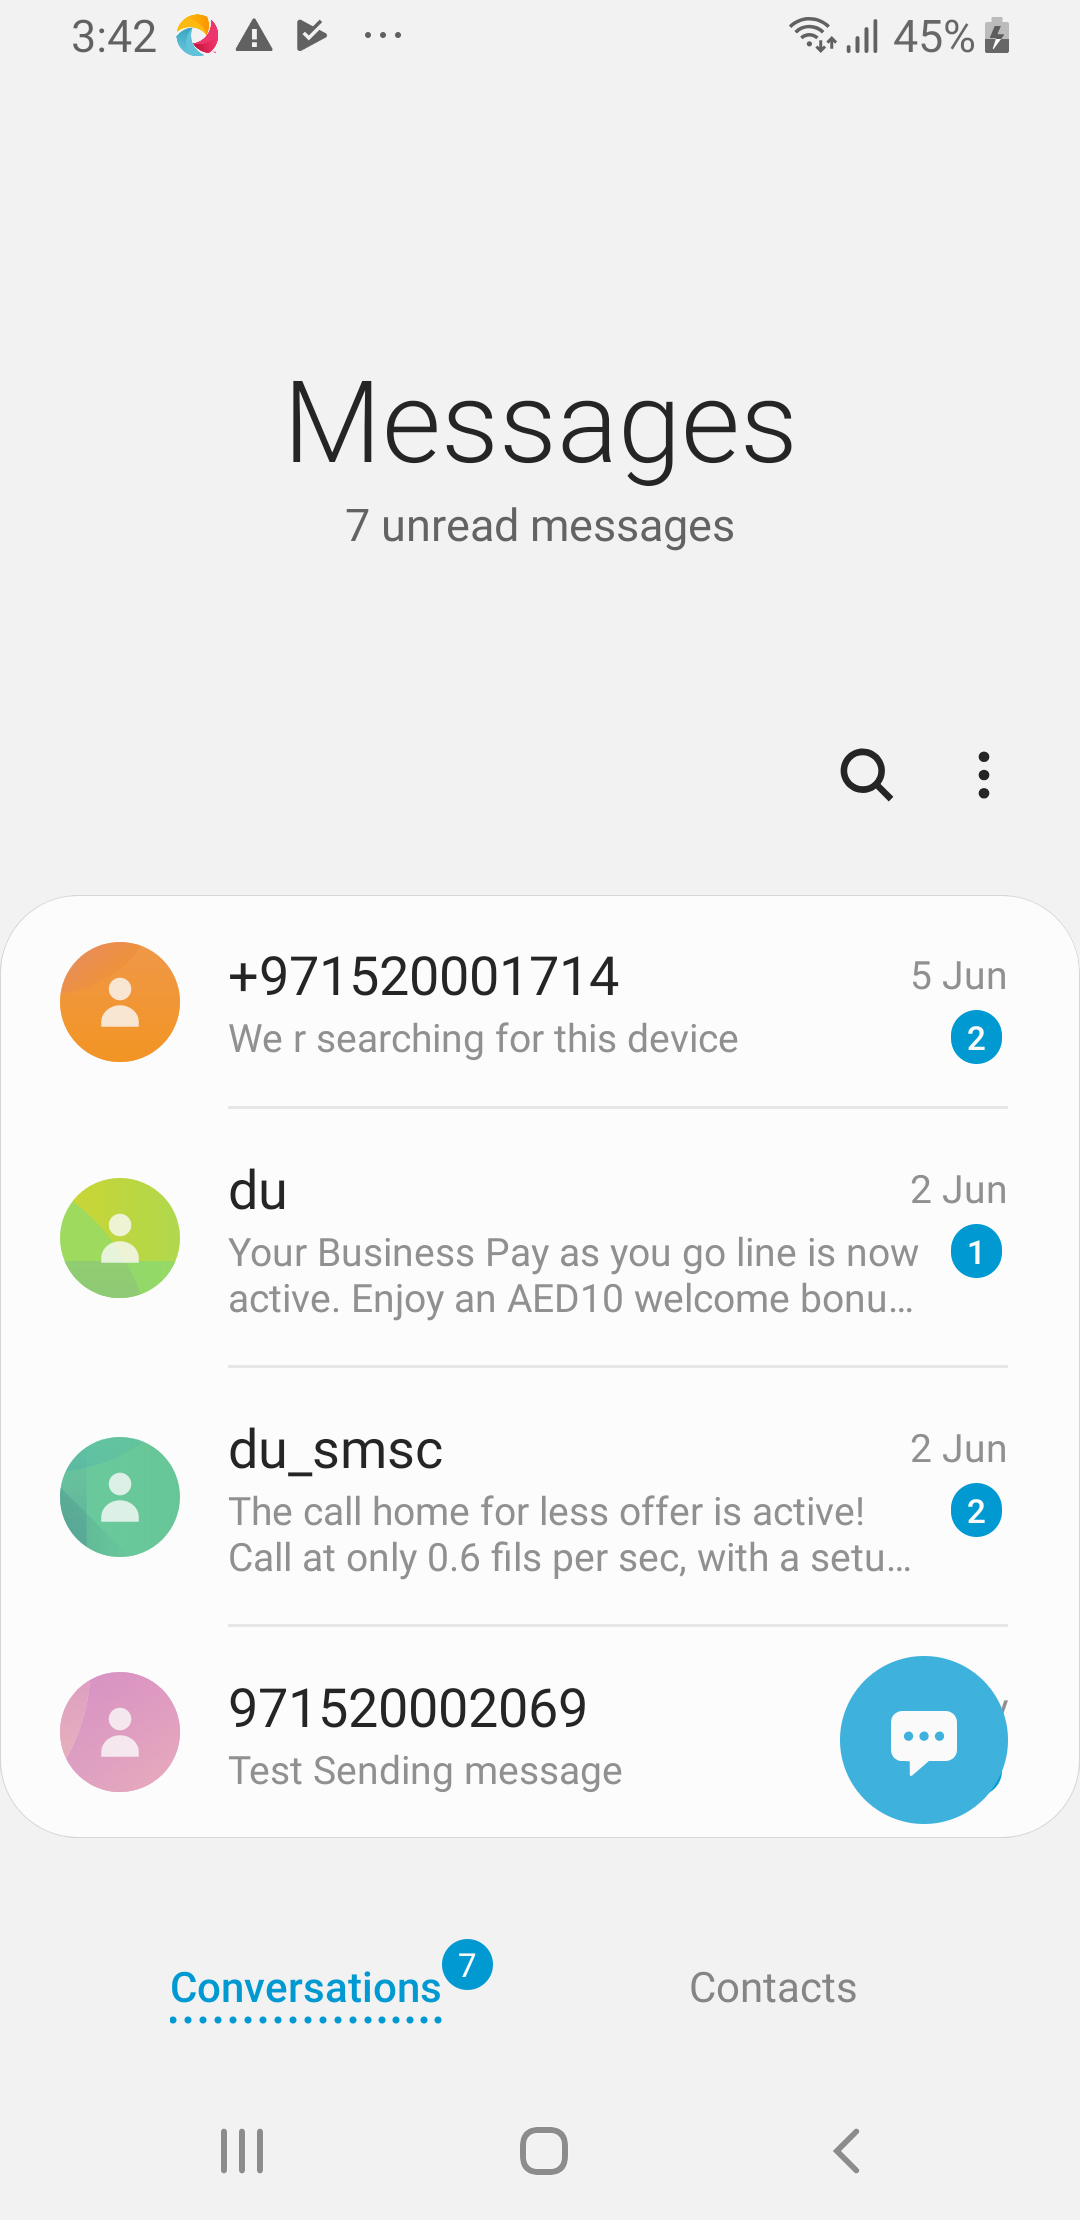 3:42
45%
Messages
7 unread messages
+971520001714
5 Jun
We r searching for this device
2
du
2 Jun
Your Business Pay as you go line is now
1
active. Enjoy an AED10 welcome bonu...
du_smsc
2 Jun
The call home for less offer is active!
2
Call at only 0.6 fils per sec, with a setu...
971520002069
Test Sending message
Conversations
7
Contacts